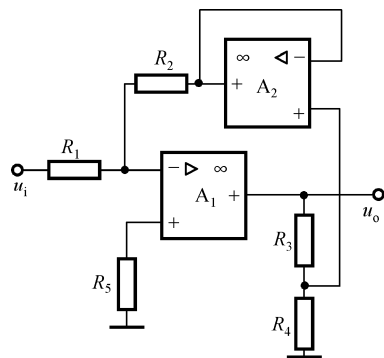 R₂
∞ ▷ −
+ A₂
+
R₁
uᵢ
− ▷ ∞
A₁ +
+
uₒ
R₃
R₅
R₄